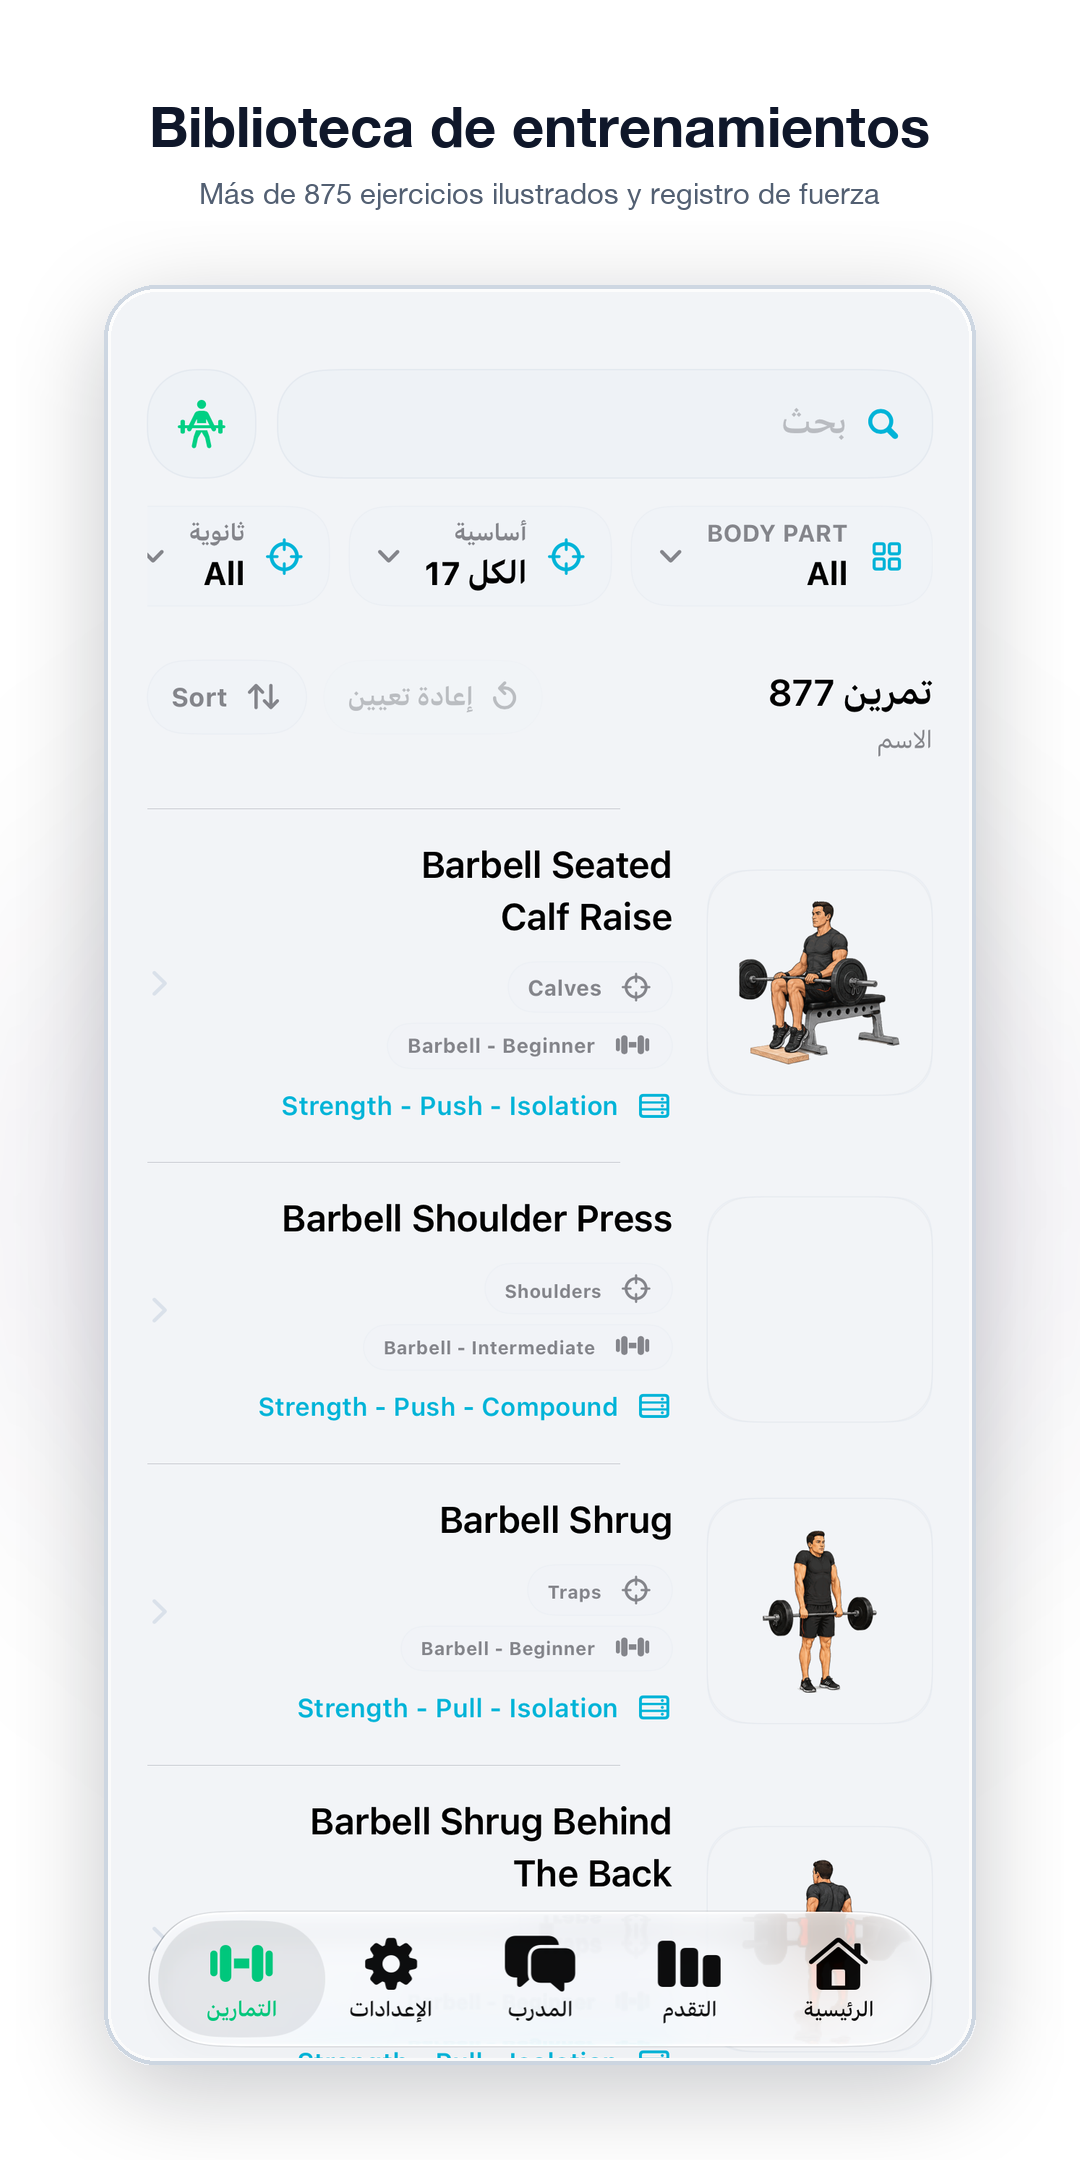 Biblioteca de entrenamientos
Más de 875 ejercicios ilustrados y registro de fuerza
بحث
BODY PART
All
أساسية
الكل 17
ثانوية
All
877 تمرين
الاسم
إعادة تعيين
Sort
Barbell Seated
Calf Raise
Calves
Barbell - Beginner
Strength - Push - Isolation
Barbell Shoulder Press
Shoulders
Barbell - Intermediate
Strength - Push - Compound
Barbell Shrug
Traps
Barbell - Beginner
Strength - Pull - Isolation
Barbell Shrug Behind
The Back
الرئيسية
التقدم
المدرب
الإعدادات
التمارين